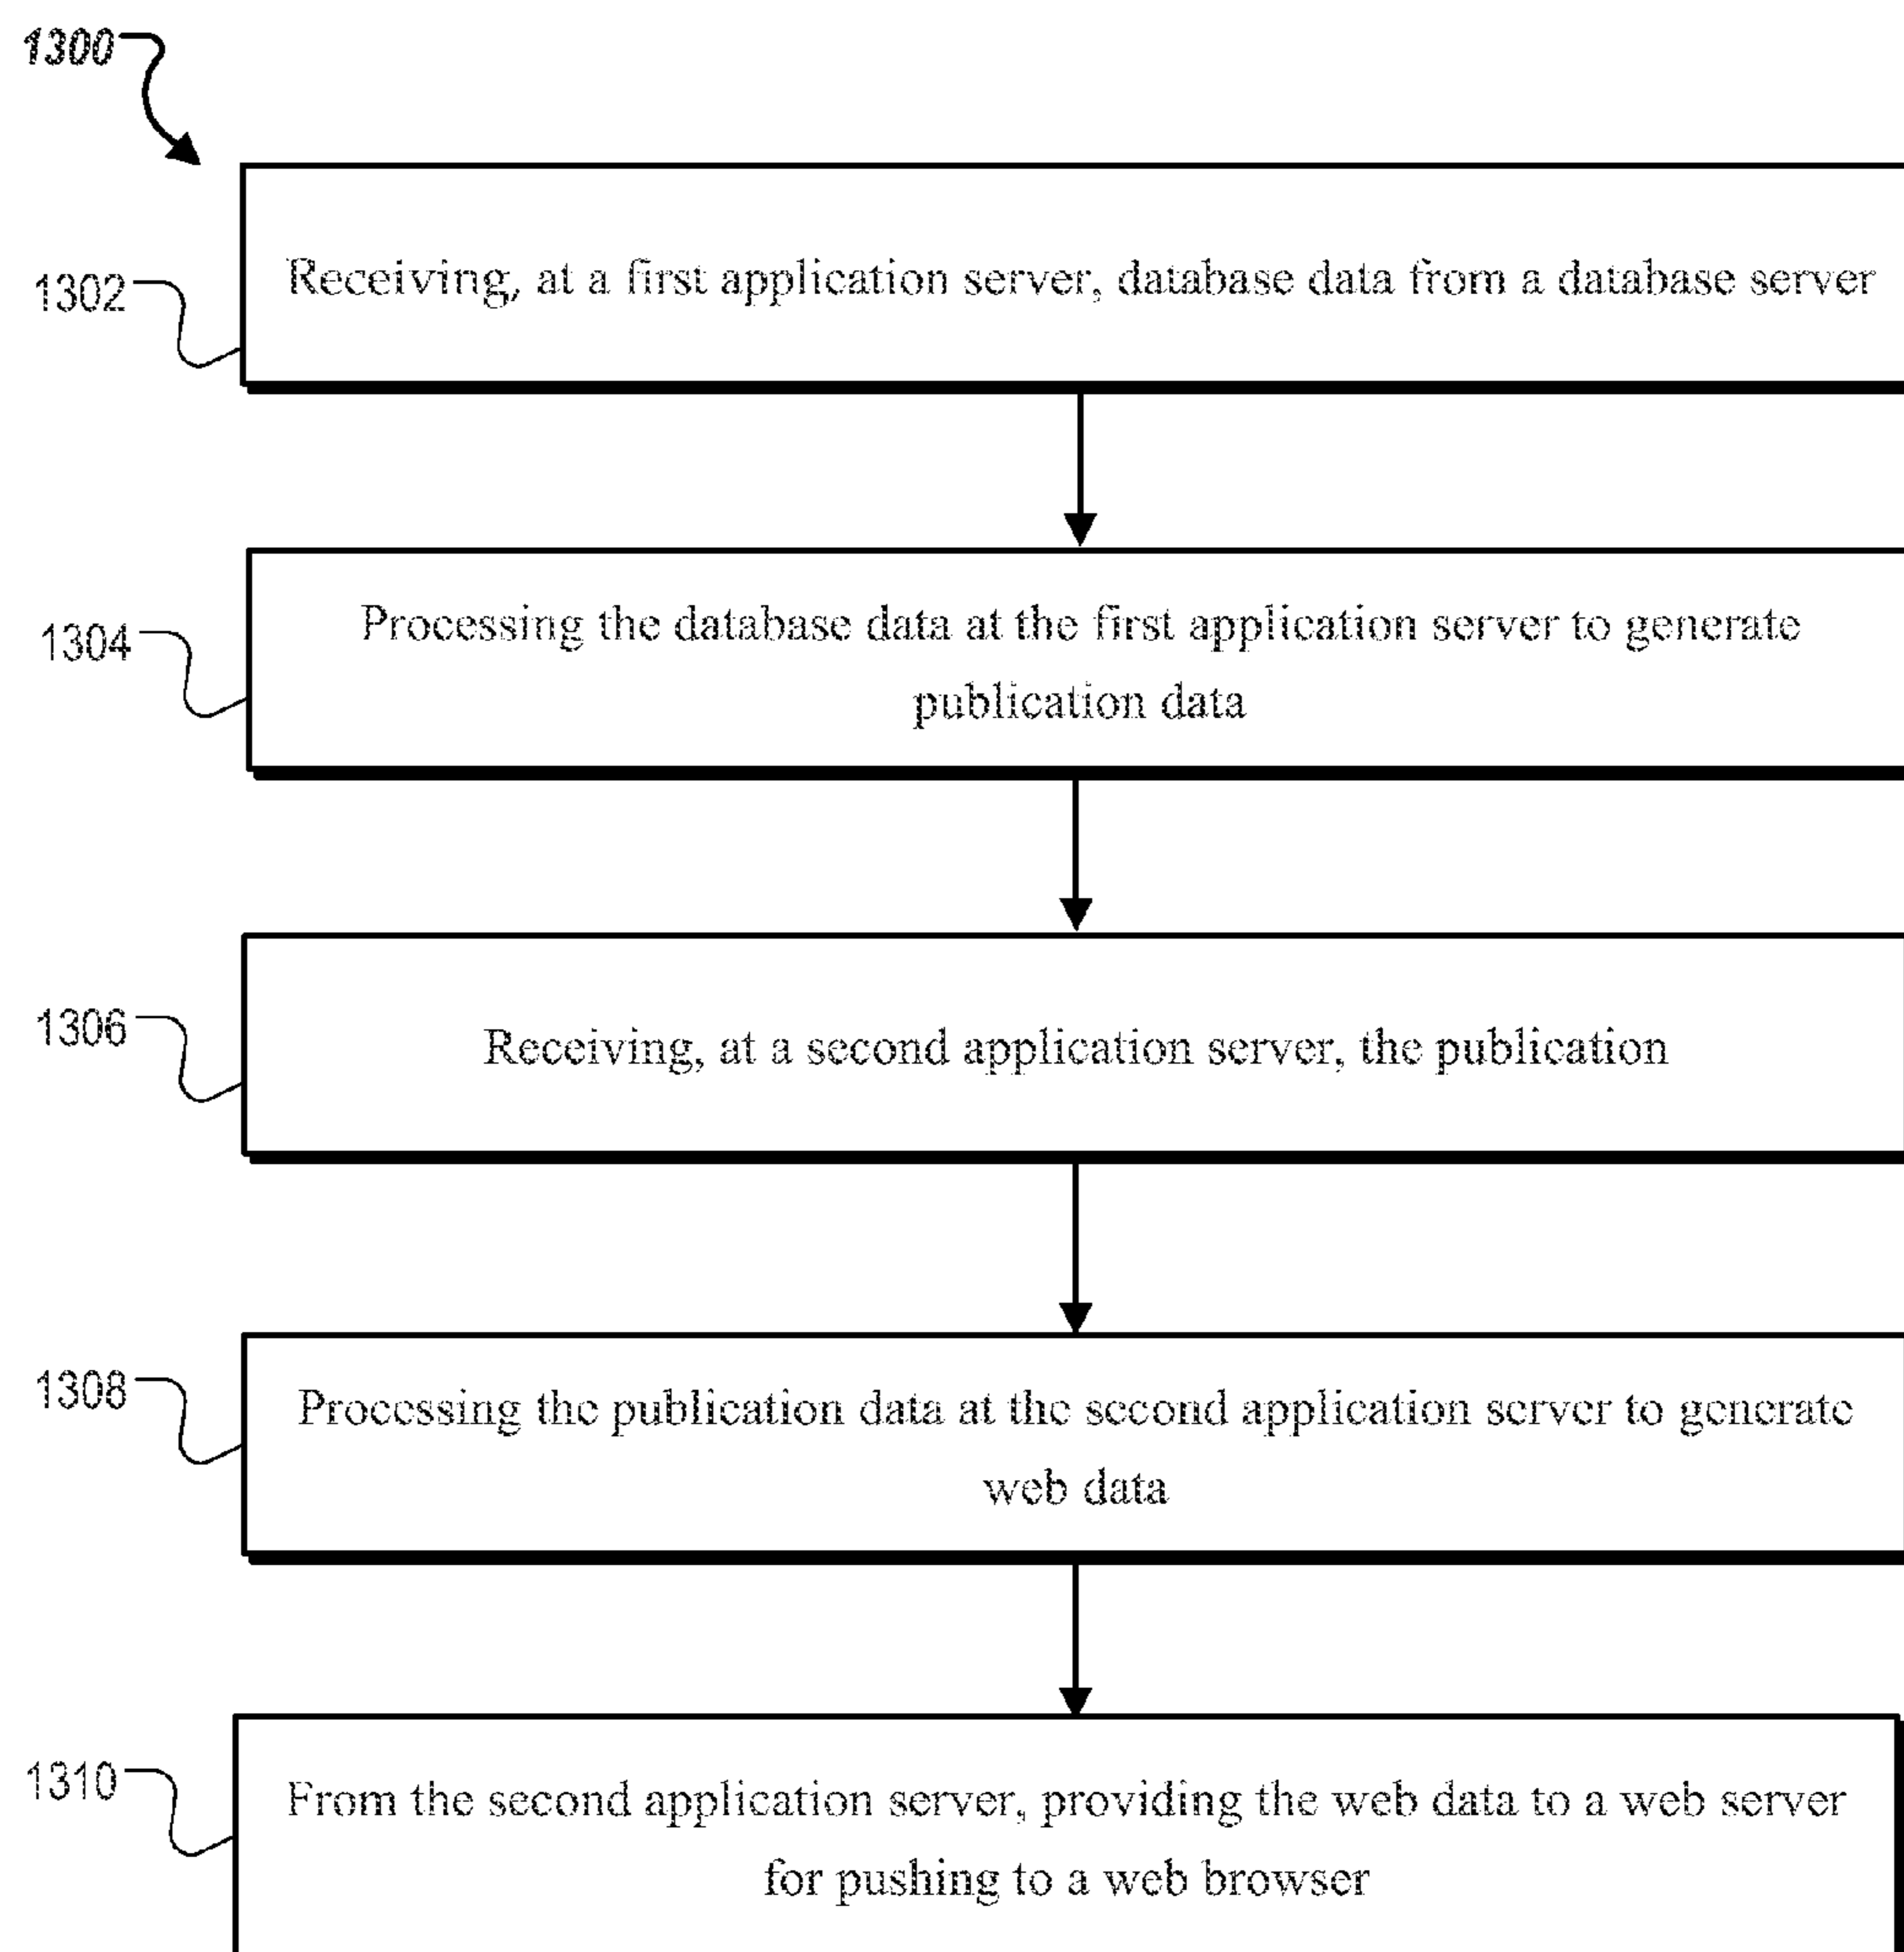 1300
1302
Receiving, at a first application server, database data from a database server
1304
Processing the database data at the first application server to generate
publication data
1306
Receiving, at a second application server, the publication
1308
Processing the publication data at the second application server to generate
web data
1310
From the second application server, providing the web data to a web server
for pushing to a web browser